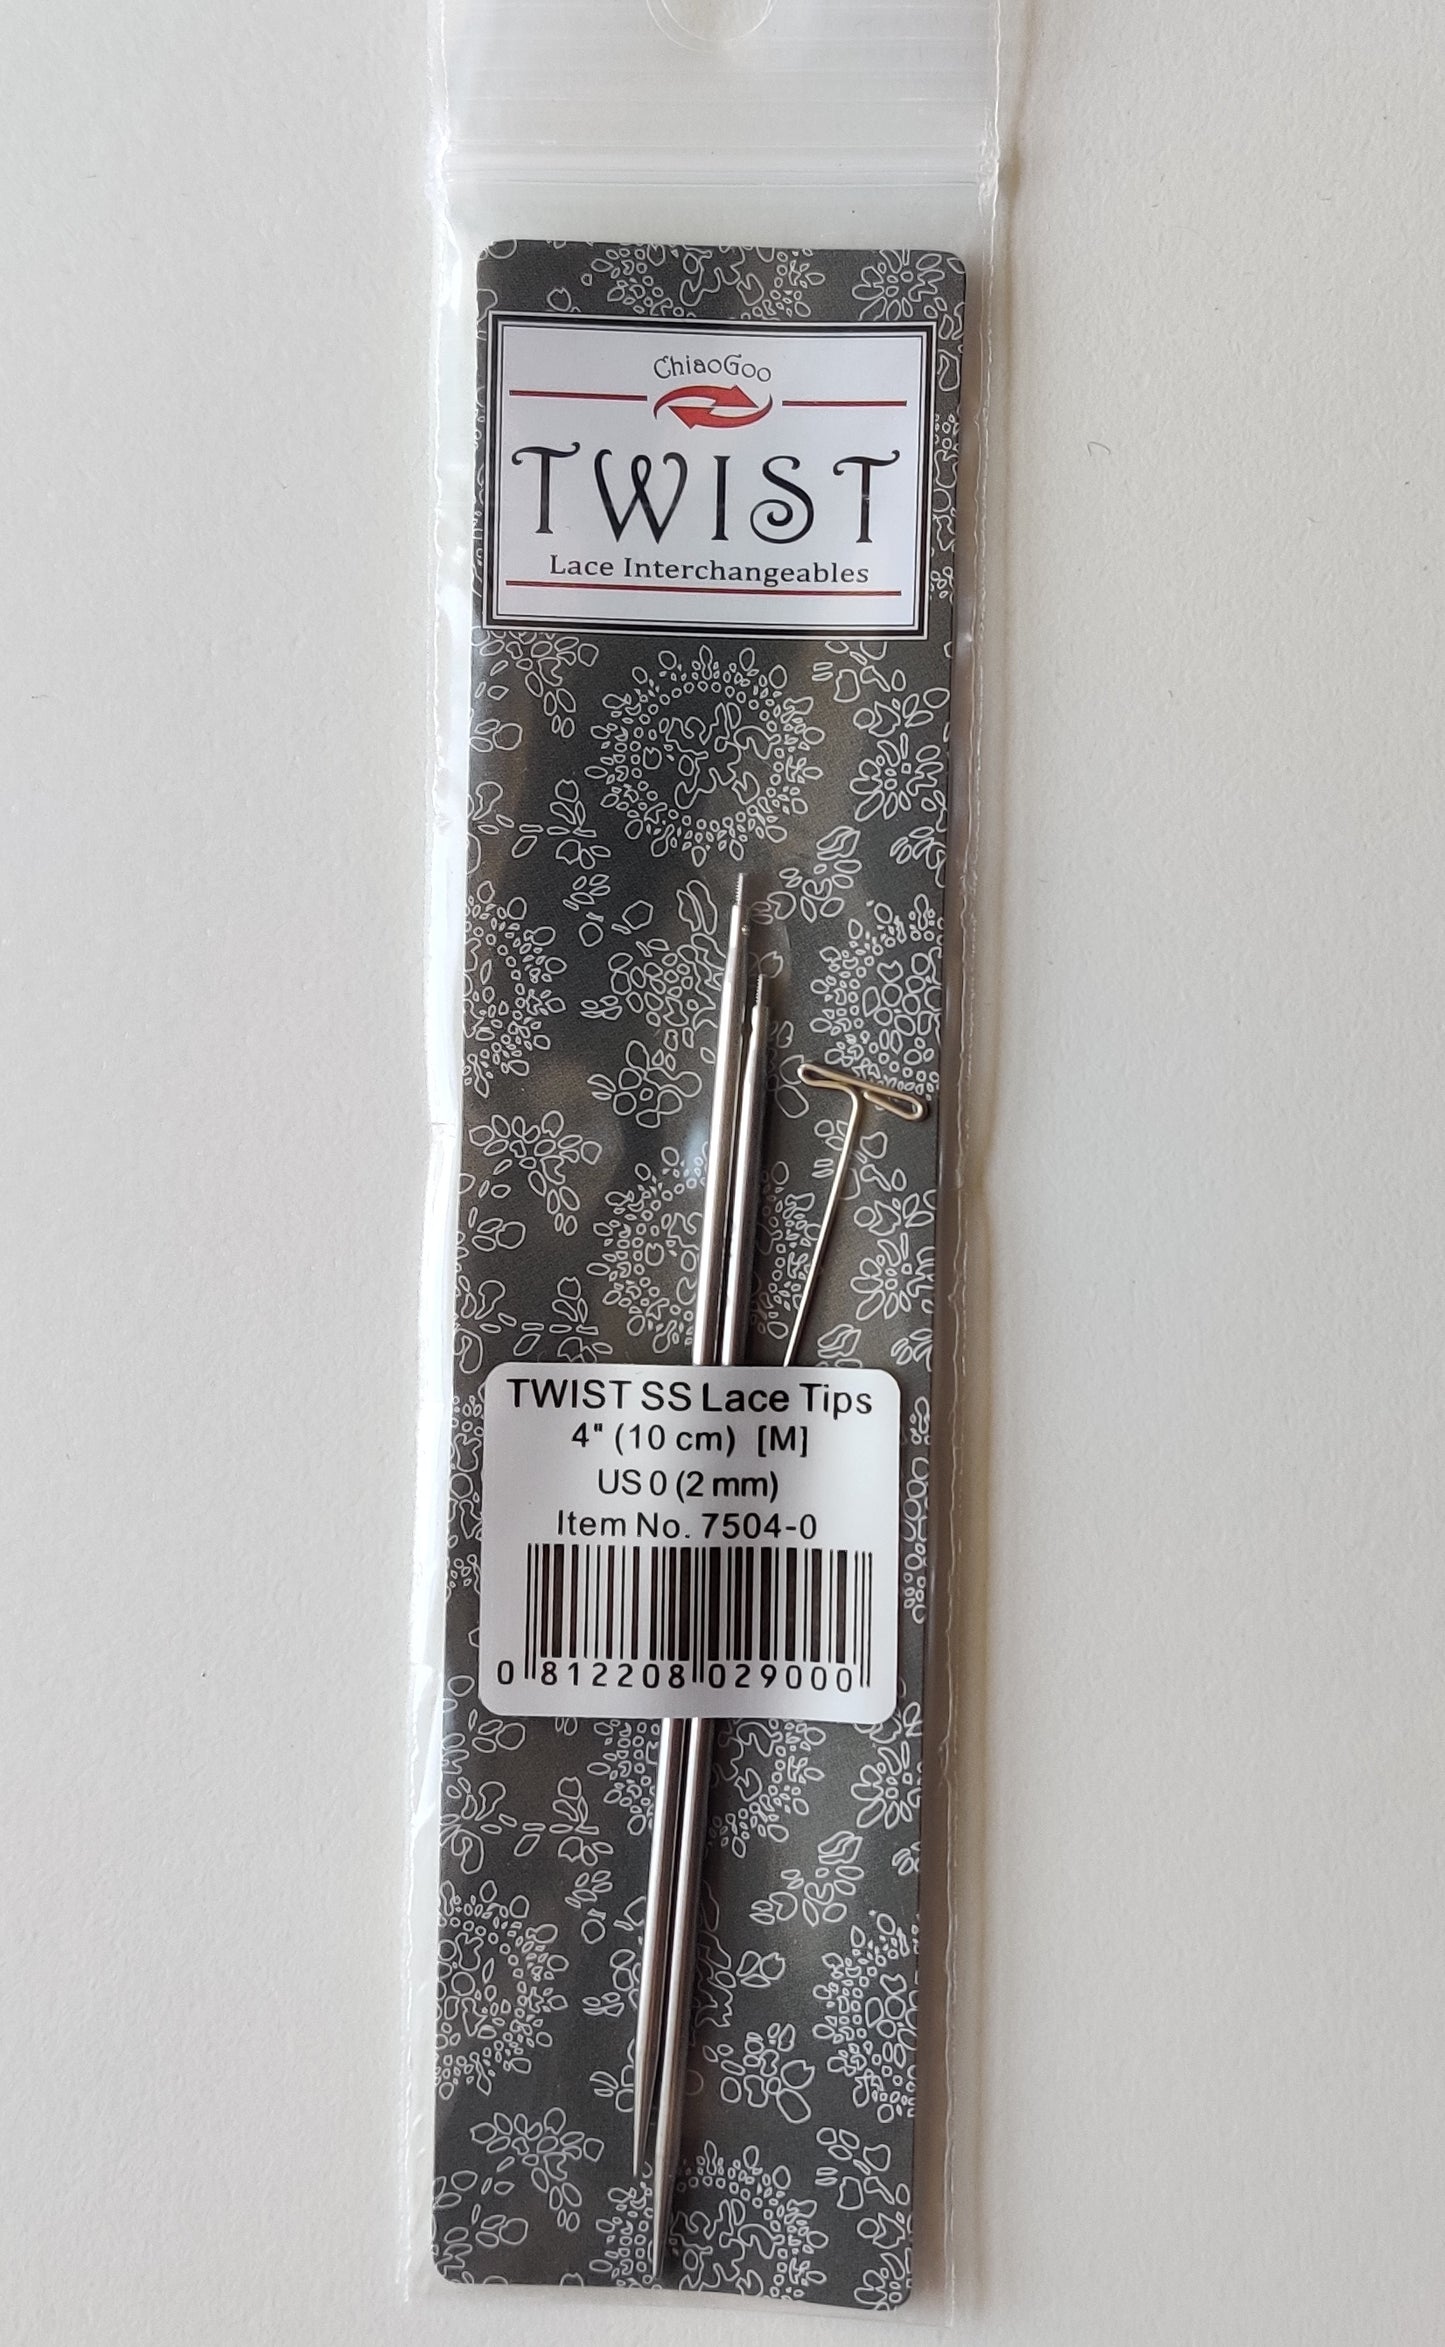 ChiaoGoo
TWIST
Lace Interchangeables
TWIST SS Lace Tips
4" (10 cm) [M]
US 0 (2 mm)
Item No. 7504-0
0 812208 029000